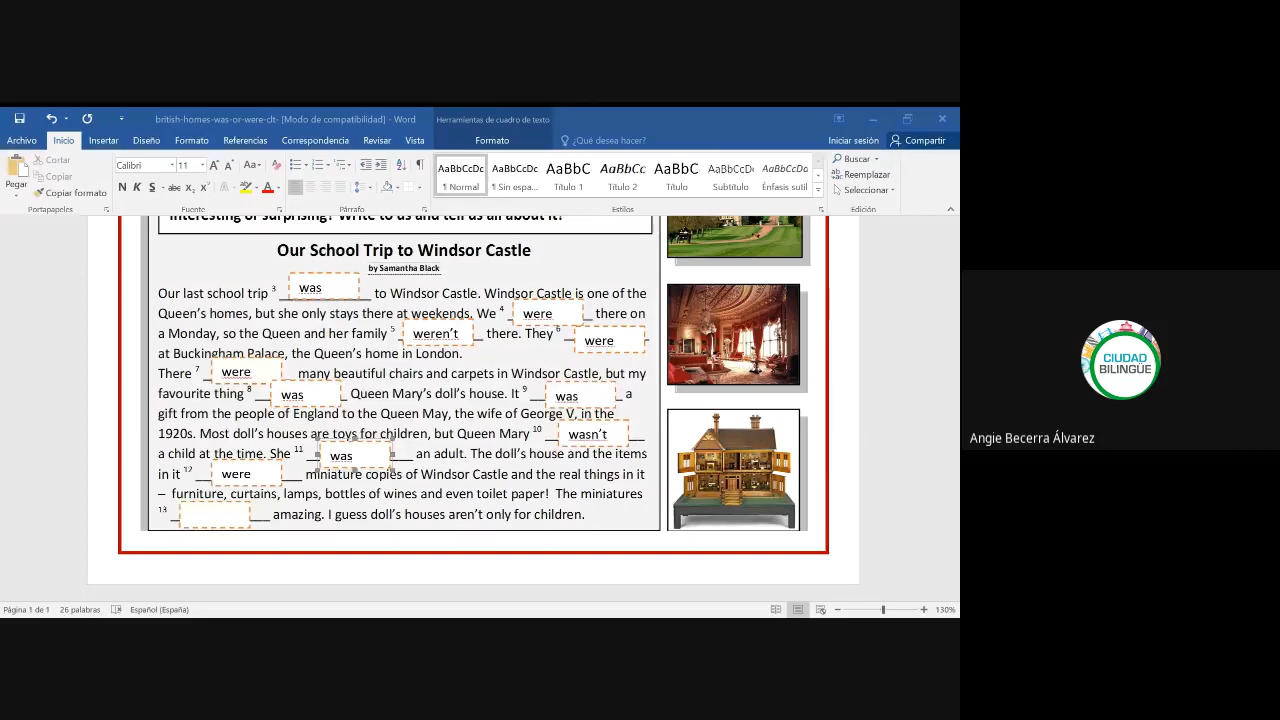 british-homes-was-or-were-clt- [Modo de compatibilidad] - Word
Herramientas de cuadro de texto
Archivo Inicio Insertar Diseño Formato Referencias Correspondencia Revisar Vista Formato ¿Qué desea hacer? Iniciar sesión Compartir
Pegar
Cortar
Copiar
Copiar formato
Portapapeles
Calibri 11
Fuente
Párrafo
AaBbCcDc AaBbCcDc AaBbC AaBbCc AaBbC AaBbCcD AaBbCcDc
¶ Normal ¶ Sin espa... Título 1 Título 2 Título Subtítulo Énfasis sutil
Estilos
Buscar
Reemplazar
Seleccionar
Edición
interesting or surprising? Write to us and tell us all about it!
Our School Trip to Windsor Castle
by Samantha Black
Our last school trip 3 was to Windsor Castle. Windsor Castle is one of the
Queen's homes, but she only stays there at weekends. We 4 were there on
a Monday, so the Queen and her family 5 weren't there. They 6 were
at Buckingham Palace, the Queen's home in London.
There 7 were many beautiful chairs and carpets in Windsor Castle, but my
favourite thing 8 was Queen Mary's doll's house. It 9 was a
gift from the people of England to the Queen May, the wife of George V, in the
1920s. Most doll's houses are toys for children, but Queen Mary 10 wasn't
a child at the time. She 11 was an adult. The doll's house and the items
in it 12 were miniature copies of Windsor Castle and the real things in it
– furniture, curtains, lamps, bottles of wines and even toilet paper! The miniatures
13 amazing. I guess doll's houses aren't only for children.
Página 1 de 1 26 palabras Español (España) 130%
CIUDAD
BILINGÜE
Angie Becerra Álvarez